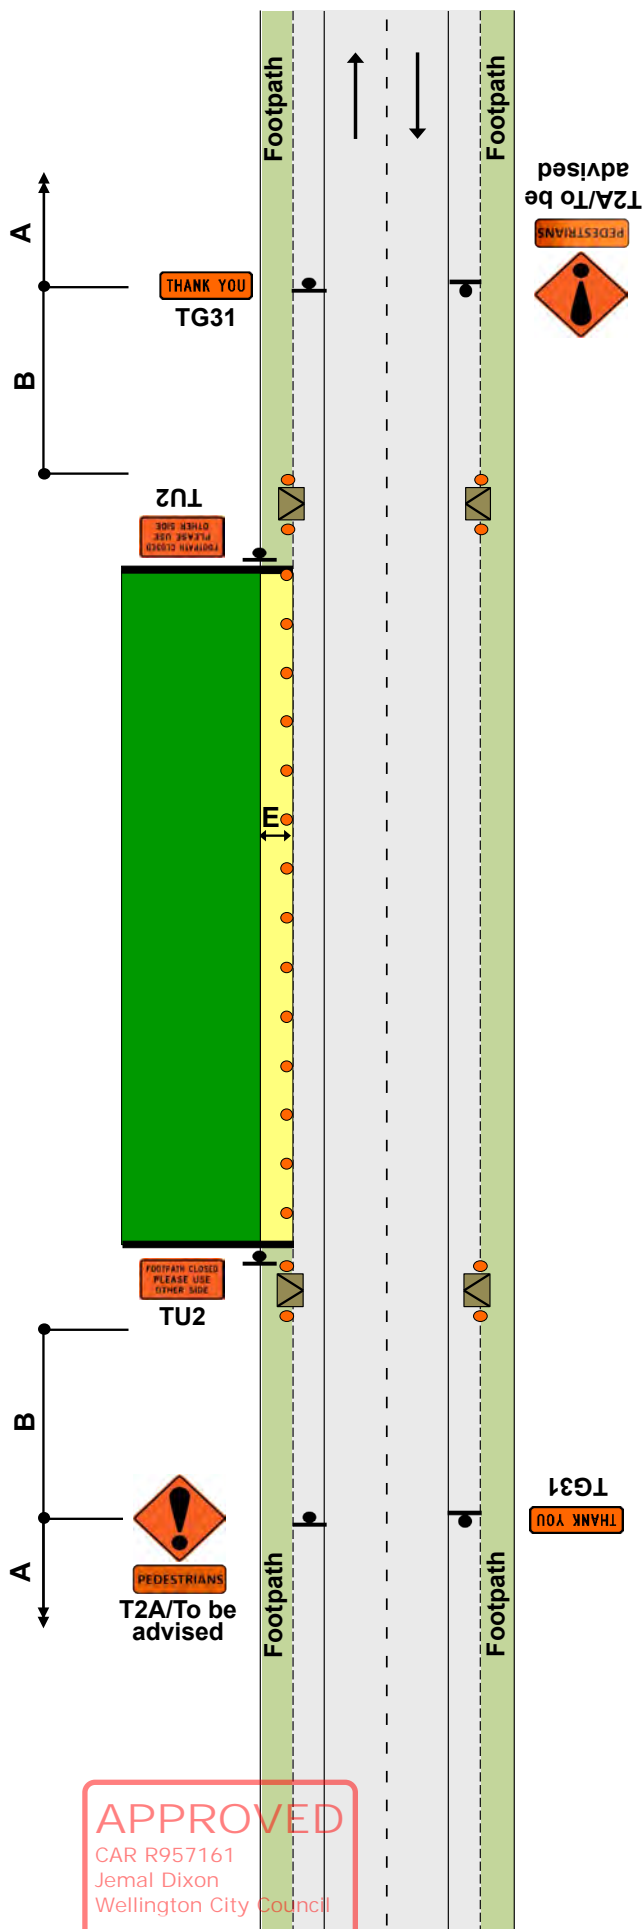 Footpath
Footpath
T2A/To be
advised
PEDESTRIANS
A
THANK YOU
TG31
B
TU2
FOOTPATH CLOSED
PLEASE USE
OTHER SIDE
E
FOOTPATH CLOSED
PLEASE USE
OTHER SIDE
TU2
B
A
PEDESTRIANS
T2A/To be
advised
TG31
THANK YOU
Footpath
Footpath
APPROVED
CAR R957161
Jemal Dixon
Wellington City Council